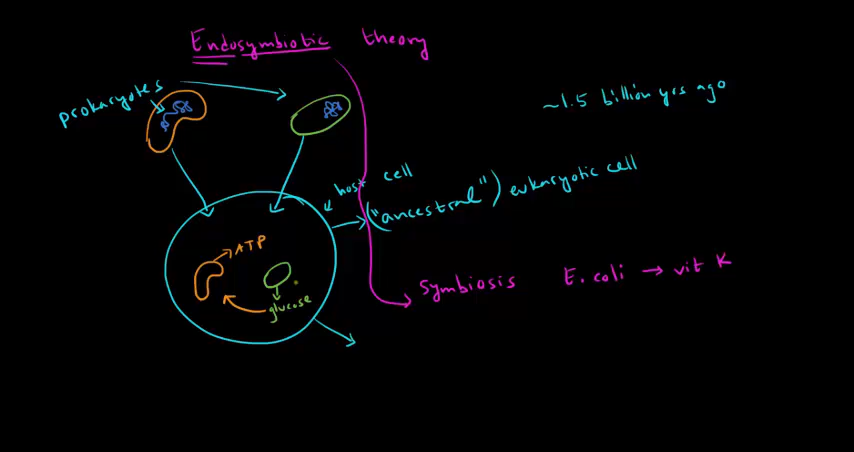 Endosymbiotic theory
prokaryotes
~1.5 billion yrs ago
host cell
("ancestral") eukaryotic cell
ATP
glucose
Symbiosis E. coli → vit K